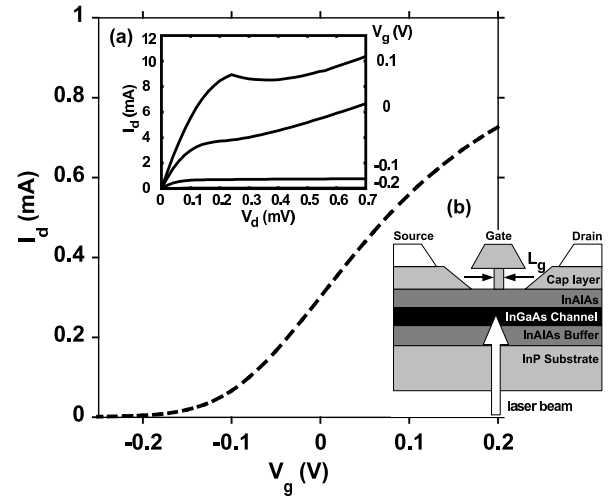 1
0.8
0.6
0.4
0.2
0
I_d (mA)
-0.2 -0.1 0 0.1 0.2
V_g (V)
(a)
12
10
8
6
4
2
0
I_d (mA)
0 0.1 0.2 0.3 0.4 0.5 0.6 0.7
V_d (mV)
V_g (V)
0.1
0
-0.1
-0.2
(b)
Source Gate Drain
L_g
Cap layer
InAlAs
InGaAs Channel
InAlAs Buffer
InP Substrate
laser beam